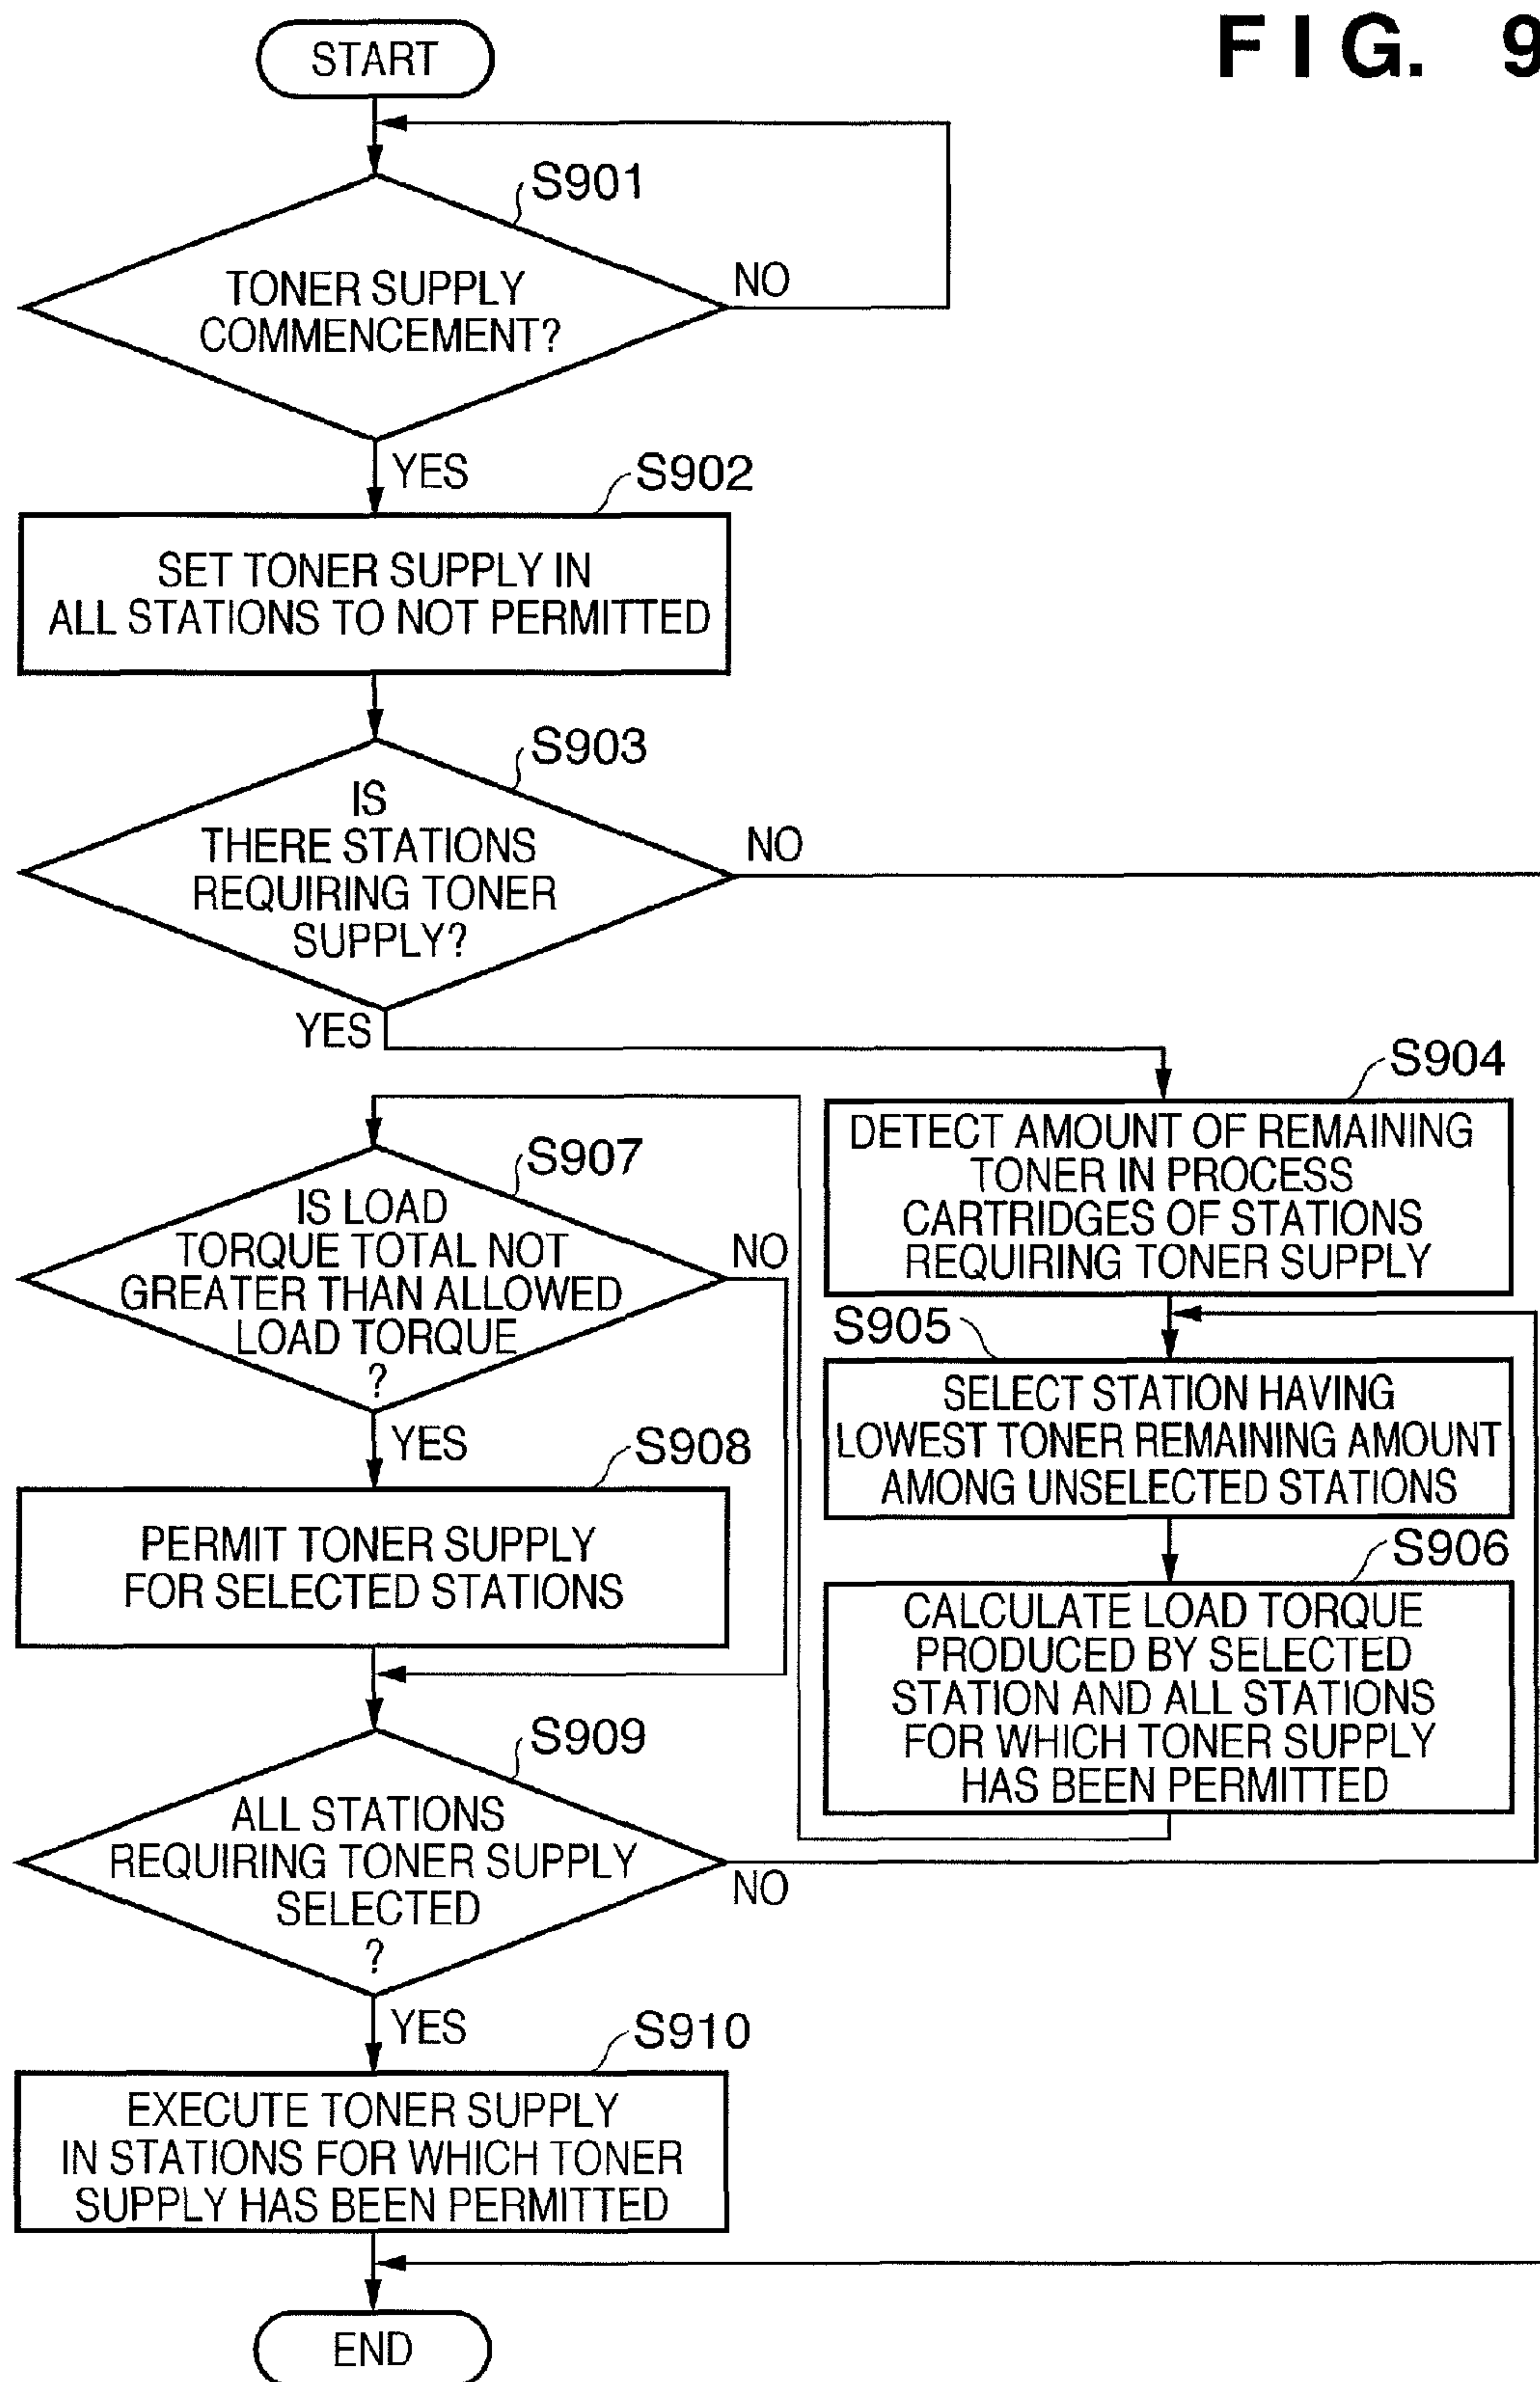 FIG. 9
START
S901
TONER SUPPLY
COMMENCEMENT?
NO
YES
S902
SET TONER SUPPLY IN
ALL STATIONS TO NOT PERMITTED
S903
IS
THERE STATIONS
REQUIRING TONER
SUPPLY?
NO
YES
S904
DETECT AMOUNT OF REMAINING
TONER IN PROCESS
CARTRIDGES OF STATIONS
REQUIRING TONER SUPPLY
S905
SELECT STATION HAVING
LOWEST TONER REMAINING AMOUNT
AMONG UNSELECTED STATIONS
S906
CALCULATE LOAD TORQUE
PRODUCED BY SELECTED
STATION AND ALL STATIONS
FOR WHICH TONER SUPPLY
HAS BEEN PERMITTED
S907
IS LOAD
TORQUE TOTAL NOT
GREATER THAN ALLOWED
LOAD TORQUE
?
NO
YES
S908
PERMIT TONER SUPPLY
FOR SELECTED STATIONS
S909
ALL STATIONS
REQUIRING TONER SUPPLY
SELECTED
?
NO
YES
S910
EXECUTE TONER SUPPLY
IN STATIONS FOR WHICH TONER
SUPPLY HAS BEEN PERMITTED
END